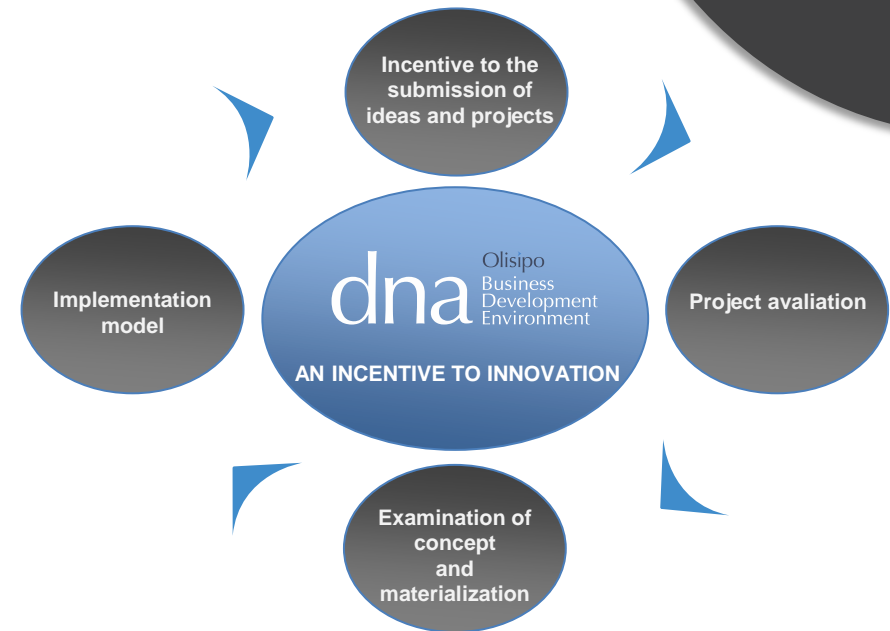 Incentive to the
submission of
ideas and projects
Implementation
model
dna
Olisipo
Business
Development
Environment
AN INCENTIVE TO INNOVATION
Project avaliation
Examination of
concept
and
materialization